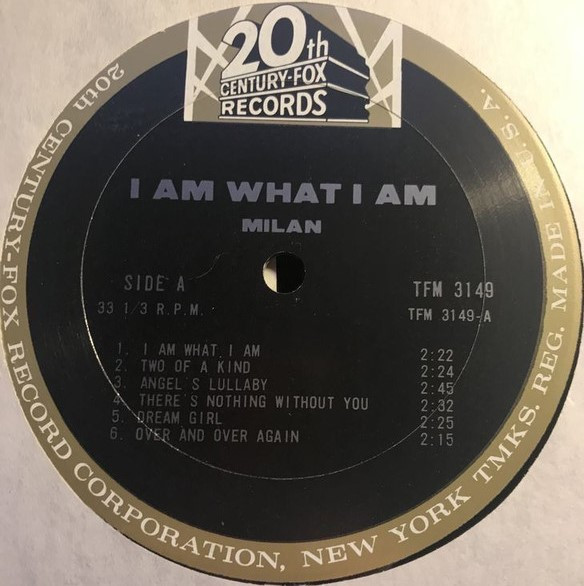 20th
CENTURY-FOX
RECORDS
I AM WHAT I AM
MILAN
SIDE A
33 1/3 R.P.M.
TFM 3149
TFM 3149-A
1. I AM WHAT I AM 2:22
2. TWO OF A KIND 2:24
3. ANGEL'S LULLABY 2:45
4. THERE'S NOTHING WITHOUT YOU 2:32
5. DREAM GIRL 2:25
6. OVER AND OVER AGAIN 2:15
20th CENTURY-FOX RECORD CORPORATION, NEW YORK TMKS. REG. MADE IN U.S.A.